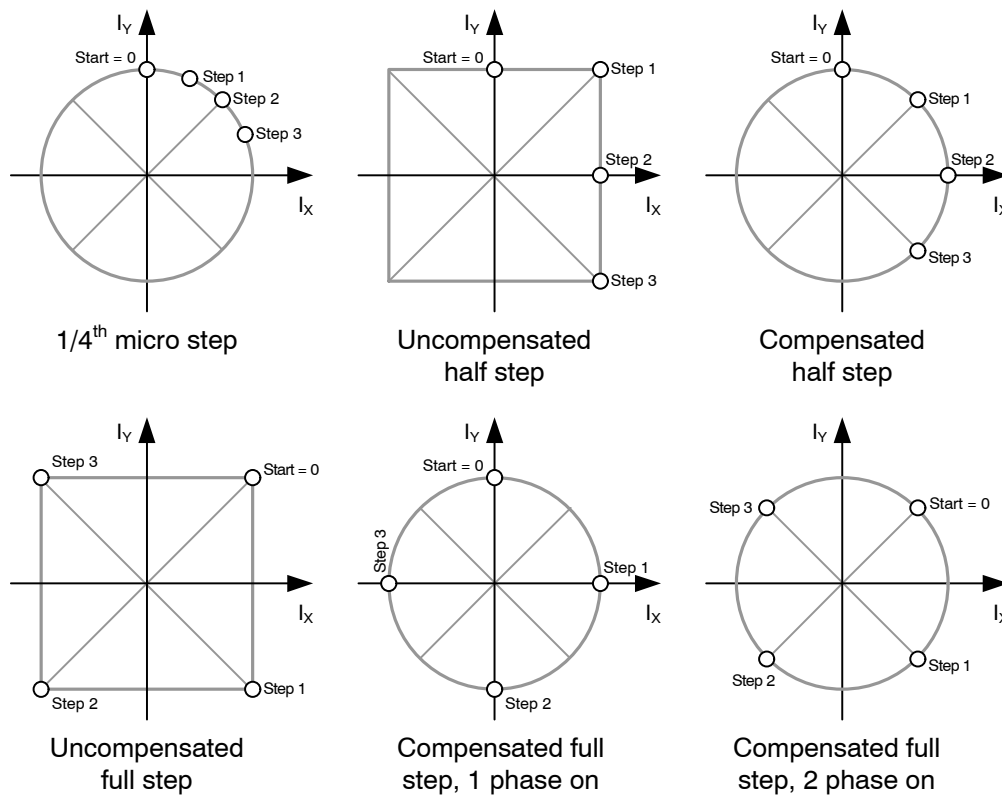 I_Y
Start = 0
Step 1
Step 2
Step 3
I_X
1/4^th micro step
I_Y
Start = 0
Step 1
Step 2
I_X
Step 3
Uncompensated
half step
I_Y
Start = 0
Step 1
Step 2
I_X
Step 3
Compensated
half step
I_Y
Step 3
Start = 0
I_X
Step 2
Step 1
Uncompensated
full step
I_Y
Start = 0
Step 3
Step 1
I_X
Step 2
Compensated full
step, 1 phase on
I_Y
Step 3
Start = 0
I_X
Step 2
Step 1
Compensated full
step, 2 phase on